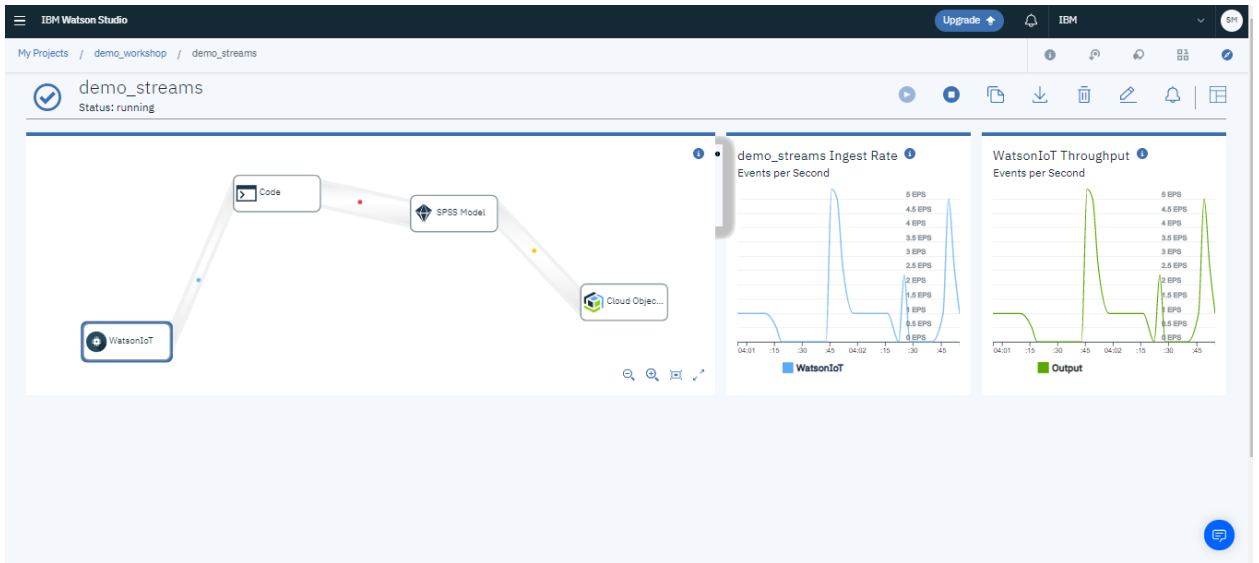 IBM Watson Studio
Upgrade
IBM
SM
My Projects / demo_workshop / demo_streams
demo_streams
Status: running
Code
SPSS Model
Cloud Objec...
WatsonIoT
demo_streams Ingest Rate
Events per Second
5 EPS
4.5 EPS
4 EPS
3.5 EPS
3 EPS
2.5 EPS
2 EPS
1.5 EPS
1 EPS
0.5 EPS
0 EPS
04:01 :15 :30 :45 04:02 :15 :30 :45
WatsonIoT
WatsonIoT Throughput
Events per Second
5 EPS
4.5 EPS
4 EPS
3.5 EPS
3 EPS
2.5 EPS
2 EPS
1.5 EPS
1 EPS
0.5 EPS
0 EPS
04:01 :15 :30 :45 04:02 :15 :30 :45
Output